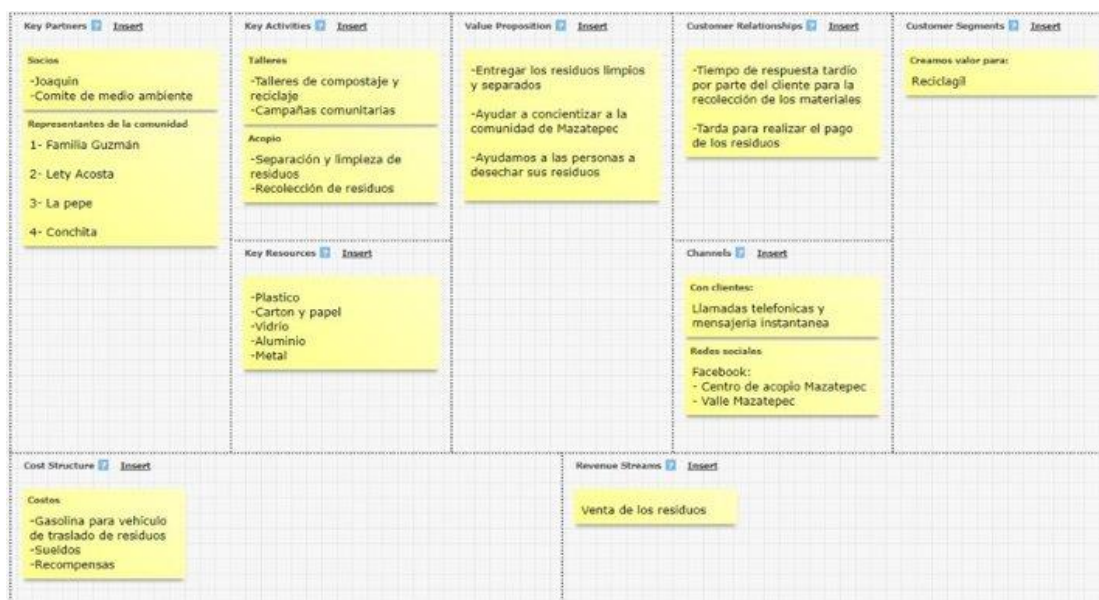 Key Partners ? Insert
Socios
-Joaquin
-Comite de medio ambiente
Representantes de la comunidad
1- Familia Guzmán
2- Lety Acosta
3- La pepe
4- Conchita
Key Activities ? Insert
Talleres
-Talleres de compostaje y
reciclaje
-Campañas comunitarias
Acopio
-Separación y limpieza de
residuos
-Recolección de residuos
Key Resources ? Insert
-Plastico
-Carton y papel
-Vidrio
-Aluminio
-Metal
Value Proposition ? Insert
-Entregar los residuos limpios
y separados
-Ayudar a concientizar a la
comunidad de Mazatepec
-Ayudamos a las personas a
desechar sus residuos
Customer Relationships ? Insert
-Tiempo de respuesta tardío
por parte del cliente para la
recolección de los materiales
-Tarda para realizar el pago
de los residuos
Channels ? Insert
Con clientes:
Llamadas telefonicas y
mensajeria instantanea
Redes sociales
Facebook:
- Centro de acopio Mazatepec
- Valle Mazatepec
Customer Segments ? Insert
Creamos valor para:
Reciclagil
Cost Structure ? Insert
Costos
-Gasolina para vehículo
de traslado de residuos
-Sueldos
-Recompensas
Revenue Streams ? Insert
Venta de los residuos